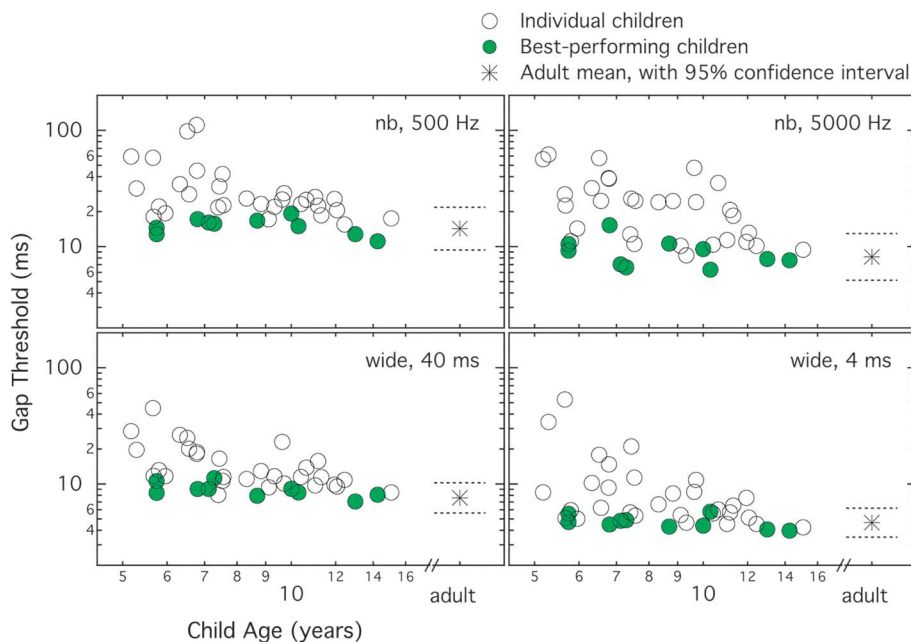 Individual children
Best-performing children
Adult mean, with 95% confidence interval
nb, 500 Hz
nb, 5000 Hz
100
6
4
2
10
6
4
wide, 40 ms
wide, 4 ms
100
6
4
2
10
6
4
Gap Threshold (ms)
5 6 7 8 9 12 14 16 5 6 7 8 9 12 14 16
10 adult 10 adult
Child Age (years)